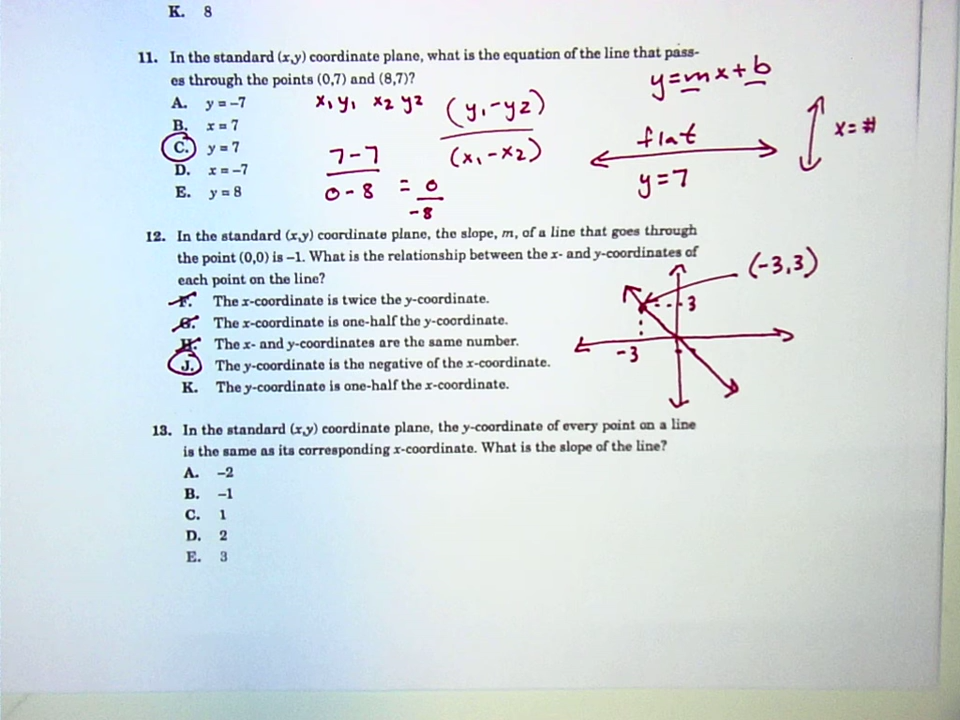 K. 8
11. In the standard (x,y) coordinate plane, what is the equation of the line that pass-
es through the points (0,7) and (8,7)?
A. y = –7
B. x = 7
C. y = 7
D. x = –7
E. y = 8
x₁ y₁ x₂ y₂
(y₁-y₂)
(x₁-x₂)
7-7
0-8
= 0
-8
y=mx+b
flat
y=7
x=#
12. In the standard (x,y) coordinate plane, the slope, m, of a line that goes through
the point (0,0) is –1. What is the relationship between the x- and y-coordinates of
each point on the line?
F. The x-coordinate is twice the y-coordinate.
G. The x-coordinate is one-half the y-coordinate.
H. The x- and y-coordinates are the same number.
J. The y-coordinate is the negative of the x-coordinate.
K. The y-coordinate is one-half the x-coordinate.
(-3,3)
3
-3
13. In the standard (x,y) coordinate plane, the y-coordinate of every point on a line
is the same as its corresponding x-coordinate. What is the slope of the line?
A. –2
B. –1
C. 1
D. 2
E. 3